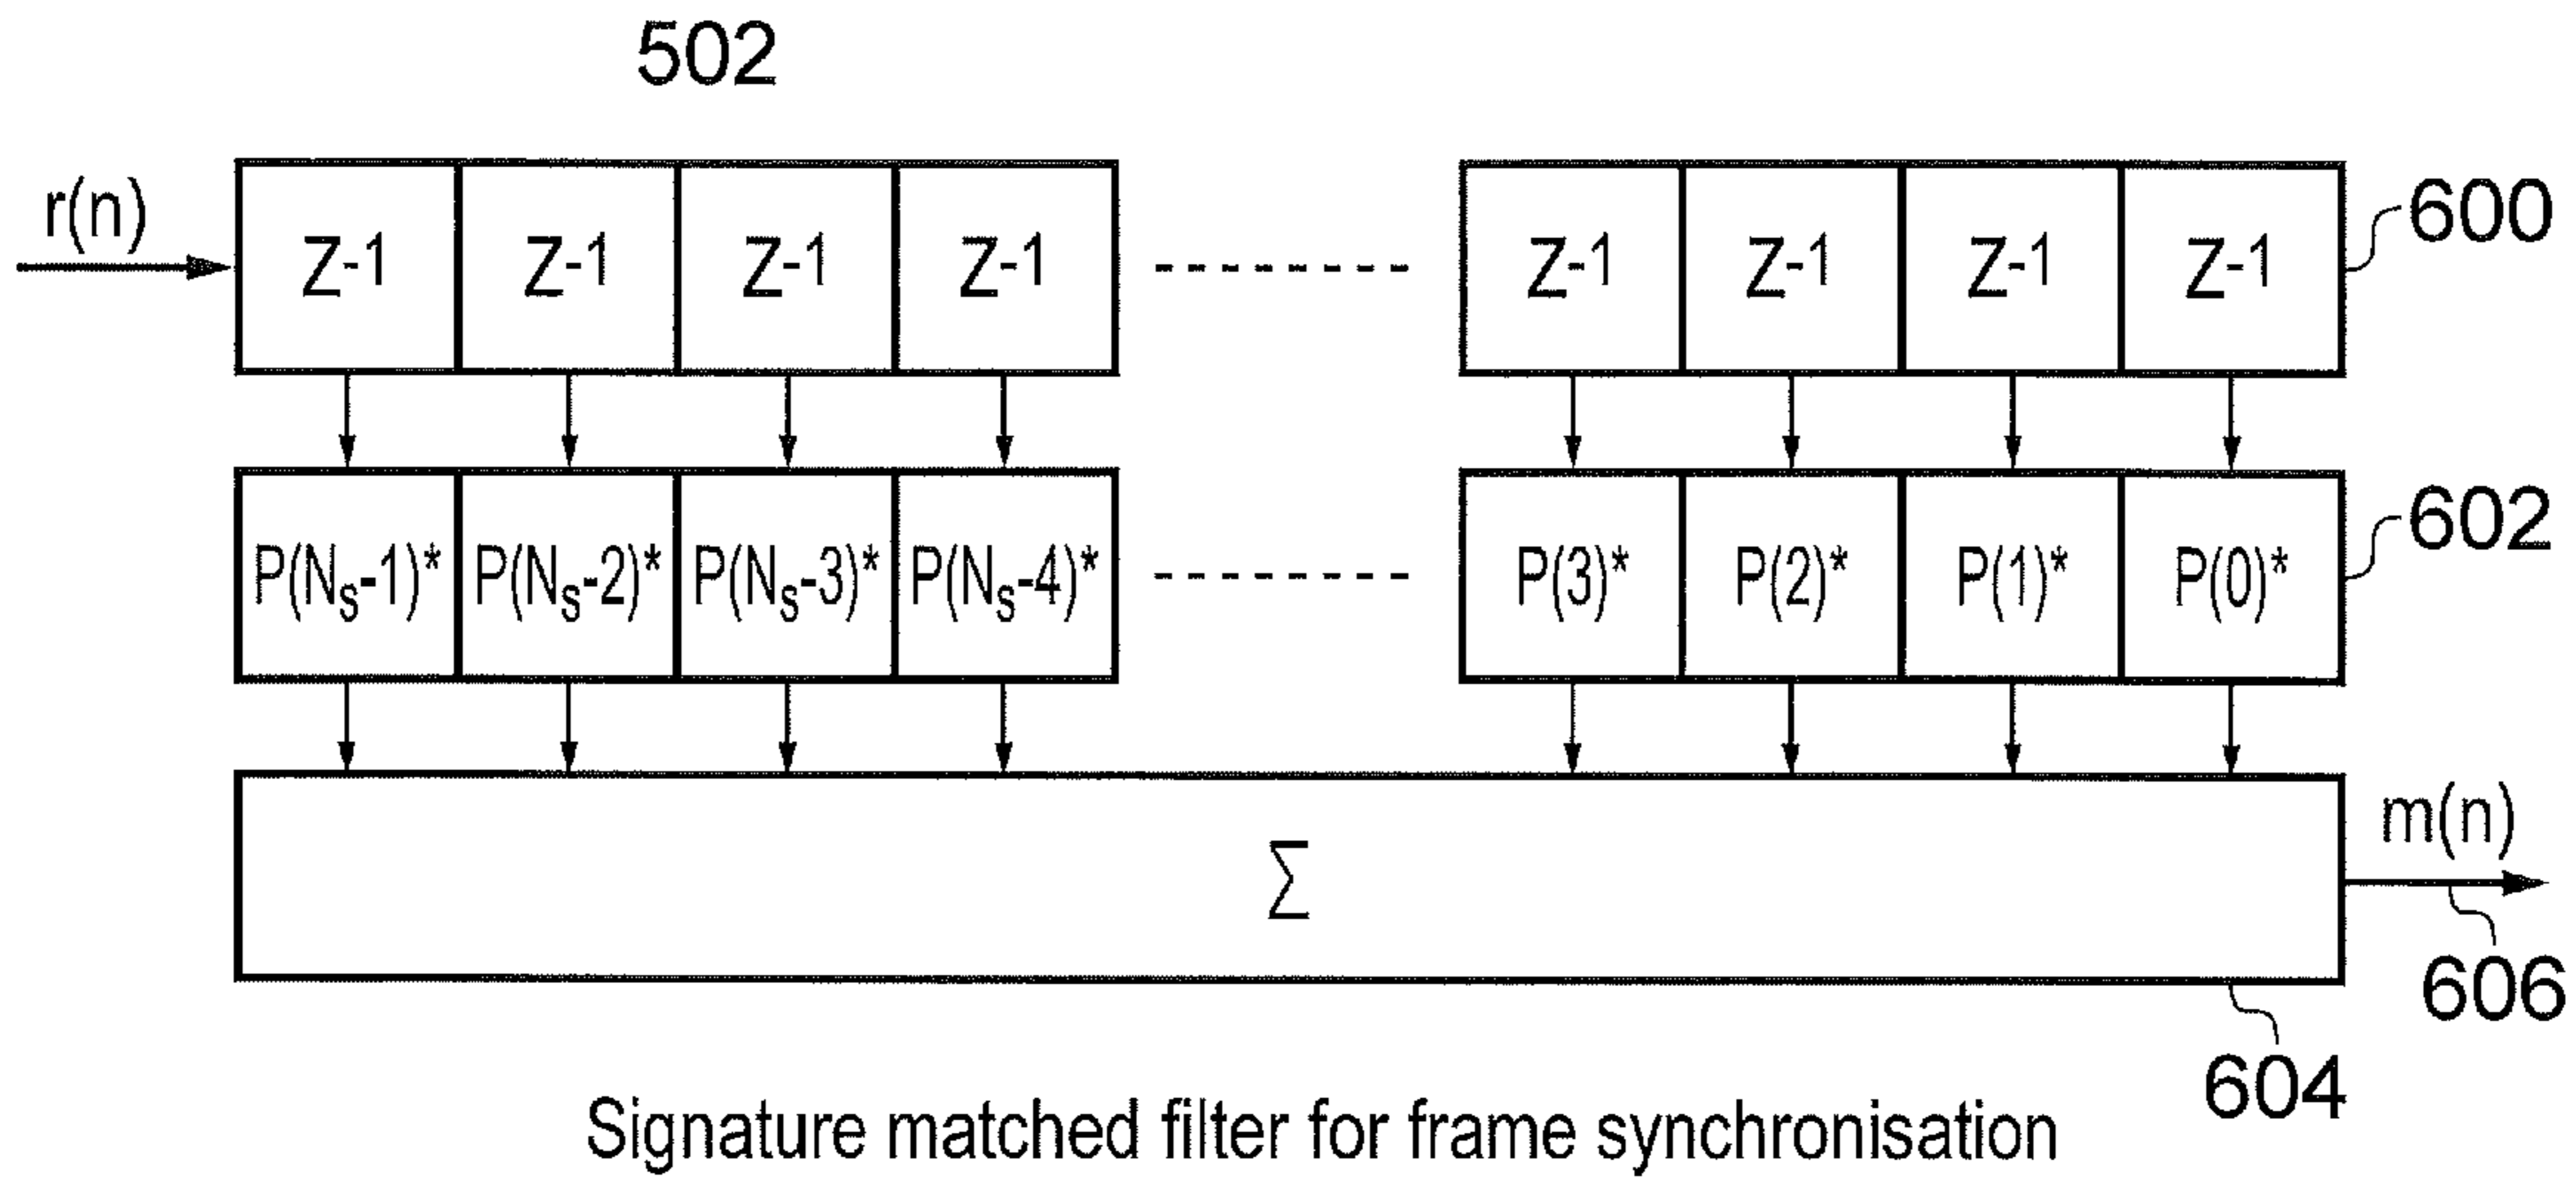 502
r(n)
Z-1 Z-1 Z-1 Z-1 Z-1 Z-1 Z-1 Z-1
600
P(Ns-1)* P(Ns-2)* P(Ns-3)* P(Ns-4)* P(3)* P(2)* P(1)* P(0)*
602
Σ
m(n)
606
604
Signature matched filter for frame synchronisation